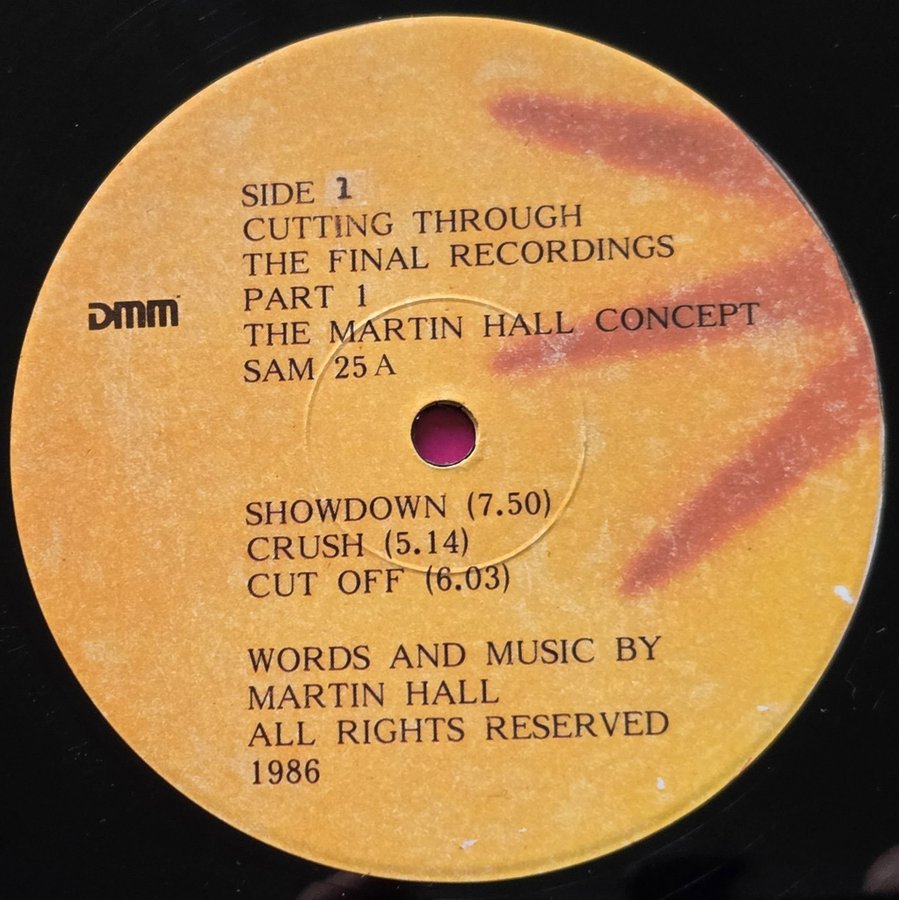 SIDE 1
CUTTING THROUGH
THE FINAL RECORDINGS
PART 1
DMM
THE MARTIN HALL CONCEPT
SAM 25 A
SHOWDOWN (7.50)
CRUSH (5.14)
CUT OFF (6.03)
WORDS AND MUSIC BY
MARTIN HALL
ALL RIGHTS RESERVED
1986